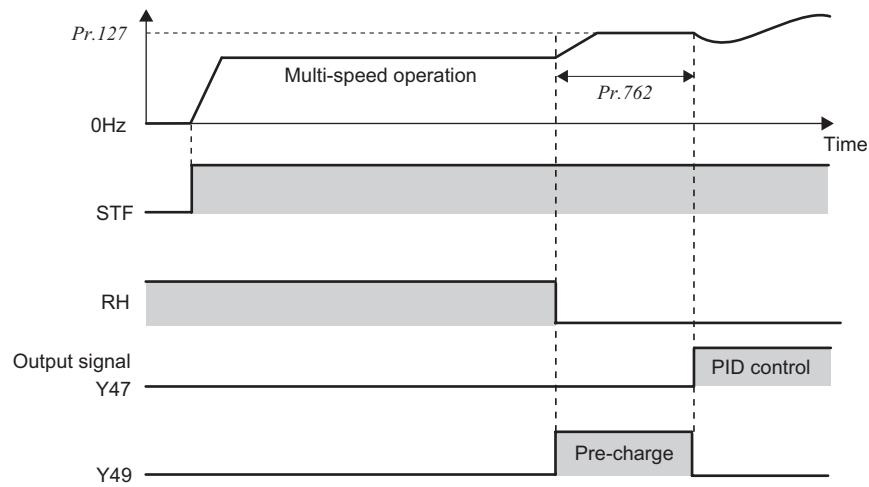 Pr.127
Multi-speed operation
Pr.762
0Hz
Time
STF
RH
Output signal
Y47
PID control
Y49
Pre-charge